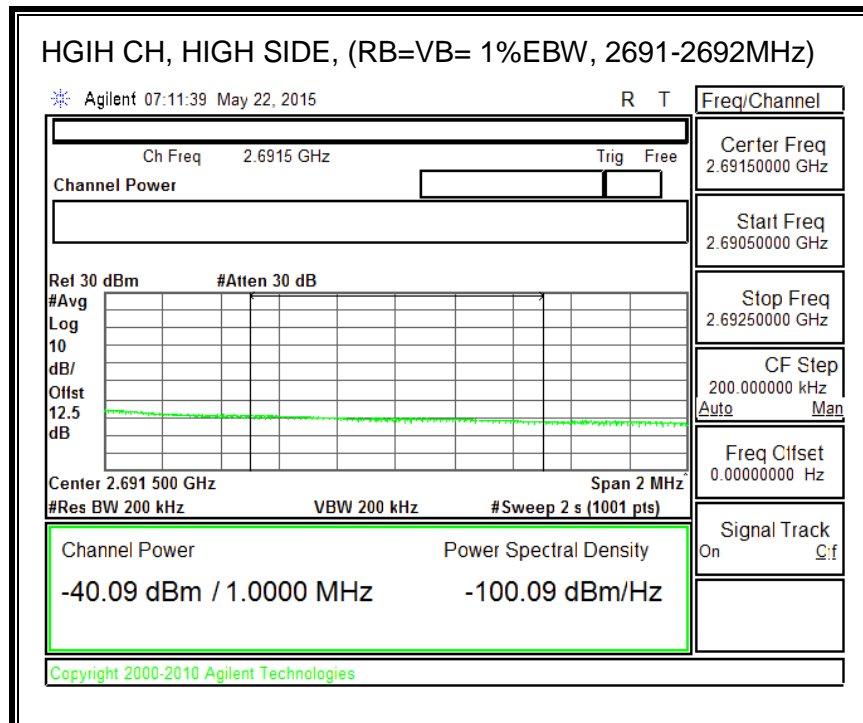 HGIH CH, HIGH SIDE, (RB=VB= 1%EBW, 2691-2692MHz)
Agilent 07:11:39 May 22, 2015 R T
Ch Freq 2.6915 GHz Trig Free
Channel Power
Ref 30 dBm #Atten 30 dB
#Avg
Log
10
dB/
Offst
12.5
dB
Center 2.691 500 GHz Span 2 MHz
#Res BW 200 kHz VBW 200 kHz #Sweep 2 s (1001 pts)
Channel Power Power Spectral Density
-40.09 dBm / 1.0000 MHz -100.09 dBm/Hz
Copyright 2000-2010 Agilent Technologies
Freq/Channel
Center Freq
2.69150000 GHz
Start Freq
2.69050000 GHz
Stop Freq
2.69250000 GHz
CF Step
200.000000 kHz
Auto Man
Freq Offset
0.00000000 Hz
Signal Track
On Off